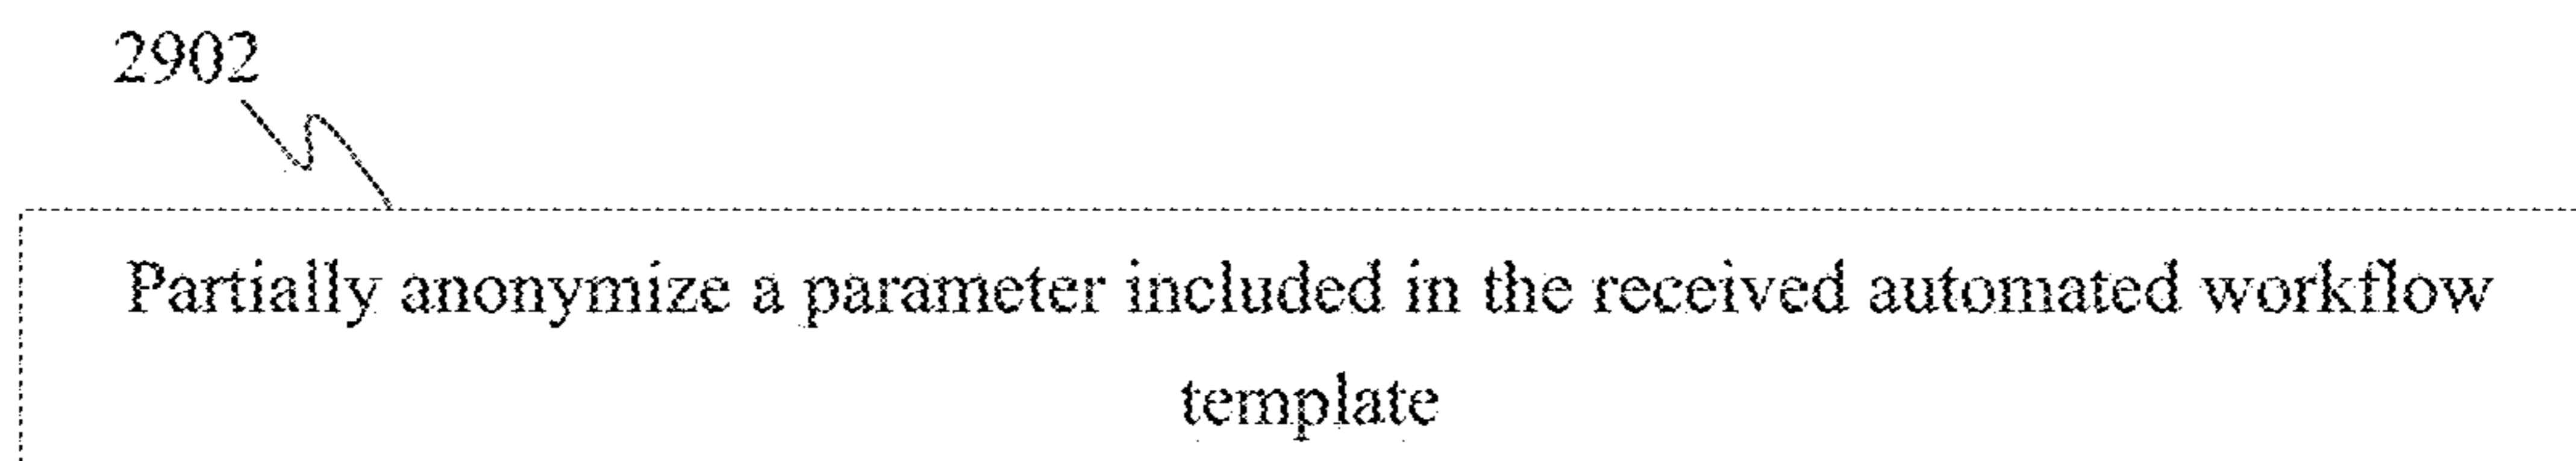 2902
Partially anonymize a parameter included in the received automated workflow
template